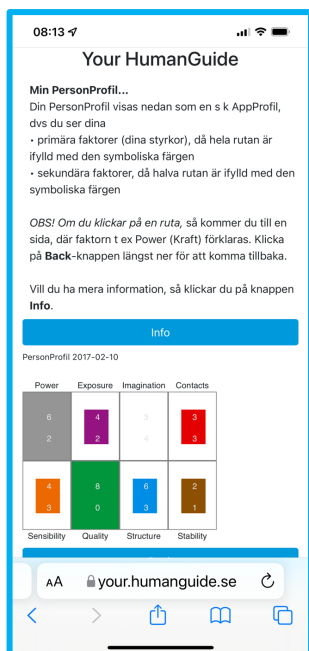 08:13
Your HumanGuide
Min PersonProfil...
Din PersonProfil visas nedan som en s k AppProfil,
dvs du ser dina
• primära faktorer (dina styrkor), då hela rutan är
ifylld med den symboliska färgen
• sekundära faktorer, då halva rutan är ifylld med den
symboliska färgen
OBS! Om du klickar på en ruta, så kommer du till en
sida, där faktorn t ex Power (Kraft) förklaras. Klicka
på Back-knappen längst ner för att komma tillbaka.
Vill du ha mera information, så klickar du på knappen
Info.
Info
PersonProfil 2017-02-10
Power Exposure Imagination Contacts
6 4 3 3
2 2 4 3
4 8 6 2
3 0 3 1
Sensibility Quality Structure Stability
AA your.humanguide.se